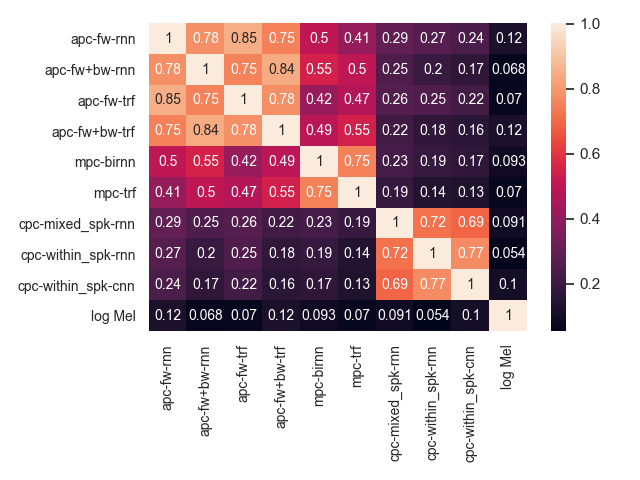 apc-fw-rnn 1 0.78 0.85 0.75 0.5 0.41 0.29 0.27 0.24 0.12
apc-fw+bw-rnn 0.78 1 0.75 0.84 0.55 0.5 0.25 0.2 0.17 0.068
apc-fw-trf 0.85 0.75 1 0.78 0.42 0.47 0.26 0.25 0.22 0.07
apc-fw+bw-trf 0.75 0.84 0.78 1 0.49 0.55 0.22 0.18 0.16 0.12
mpc-birnn 0.5 0.55 0.42 0.49 1 0.75 0.23 0.19 0.17 0.093
mpc-trf 0.41 0.5 0.47 0.55 0.75 1 0.19 0.14 0.13 0.07
cpc-mixed_spk-rnn 0.29 0.25 0.26 0.22 0.23 0.19 1 0.72 0.69 0.091
cpc-within_spk-rnn 0.27 0.2 0.25 0.18 0.19 0.14 0.72 1 0.77 0.054
cpc-within_spk-cnn 0.24 0.17 0.22 0.16 0.17 0.13 0.69 0.77 1 0.1
log Mel 0.12 0.068 0.07 0.12 0.093 0.07 0.091 0.054 0.1 1
apc-fw-rnn
apc-fw+bw-rnn
apc-fw-trf
apc-fw+bw-trf
mpc-birnn
mpc-trf
cpc-mixed_spk-rnn
cpc-within_spk-rnn
cpc-within_spk-cnn
log Mel
1.0
0.8
0.6
0.4
0.2